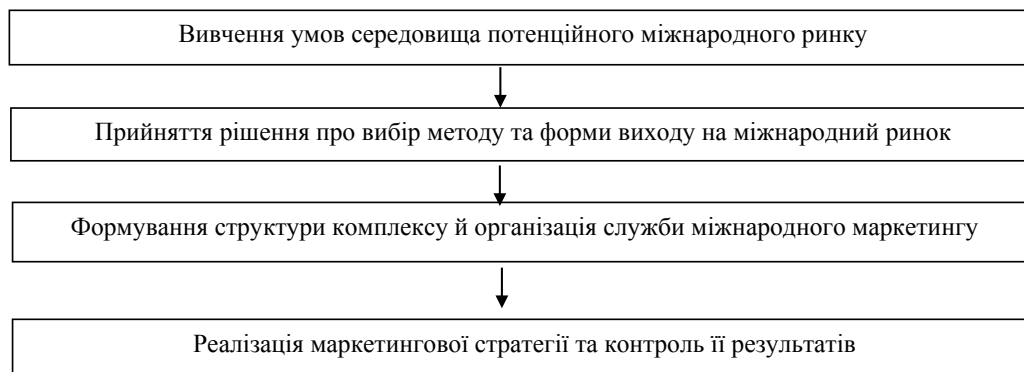 Вивчення умов середовища потенційного міжнародного ринку
Прийняття рішення про вибір методу та форми виходу на міжнародний ринок
Формування структури комплексу й організація служби міжнародного маркетингу
Реалізація маркетингової стратегії та контроль її результатів